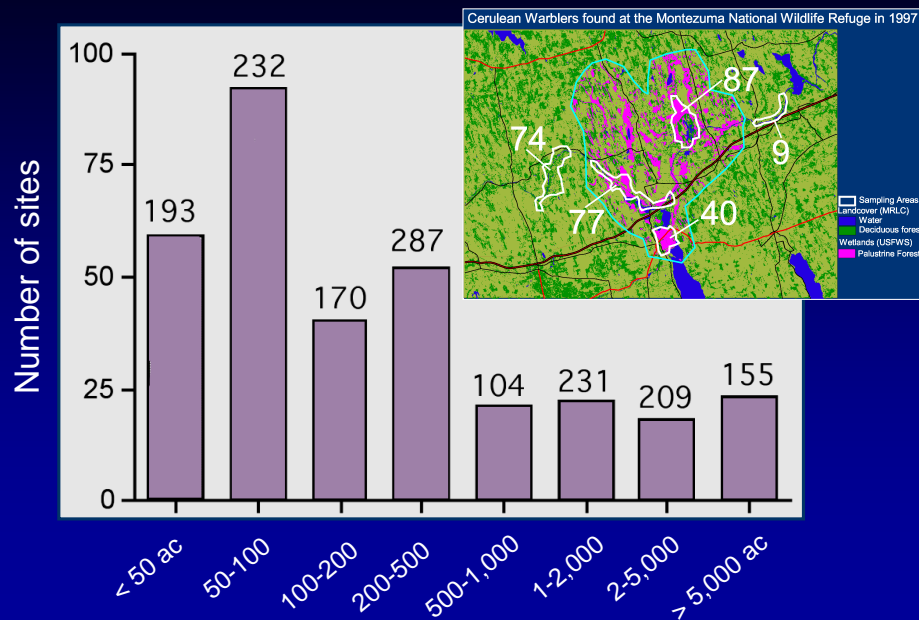 Cerulean Warblers found at the Montezuma National Wildlife Refuge in 1997
87
74
9
77
40
Sampling Areas
Landcover (MRLC)
Water
Deciduous fores
Wetlands (USFWS)
Palustrine Forest
Number of sites
100
75
50
25
0
193
232
170
287
104
231
209
155
< 50 ac
50-100
100-200
200-500
500-1,000
1-2,000
2-5,000
> 5,000 ac